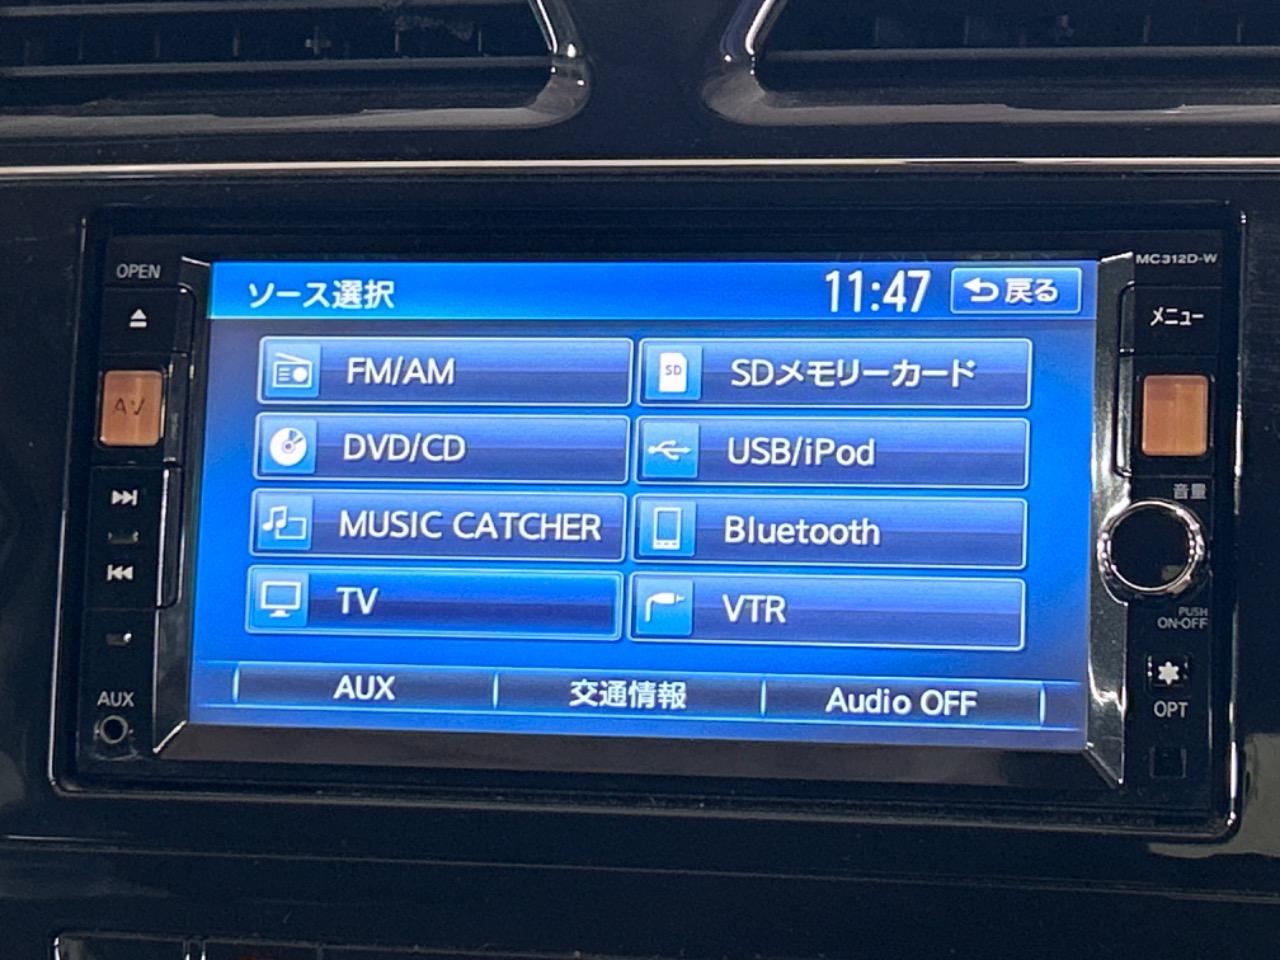 OPEN
MC312D-W
ソース選択
11:47
戻る
メニュー
AV
FM/AM
SD
SDメモリーカード
DVD/CD
USB/iPod
MUSIC CATCHER
Bluetooth
TV
VTR
音量
PUSH
ON·OFF
AUX
交通情報
Audio OFF
AUX
OPT